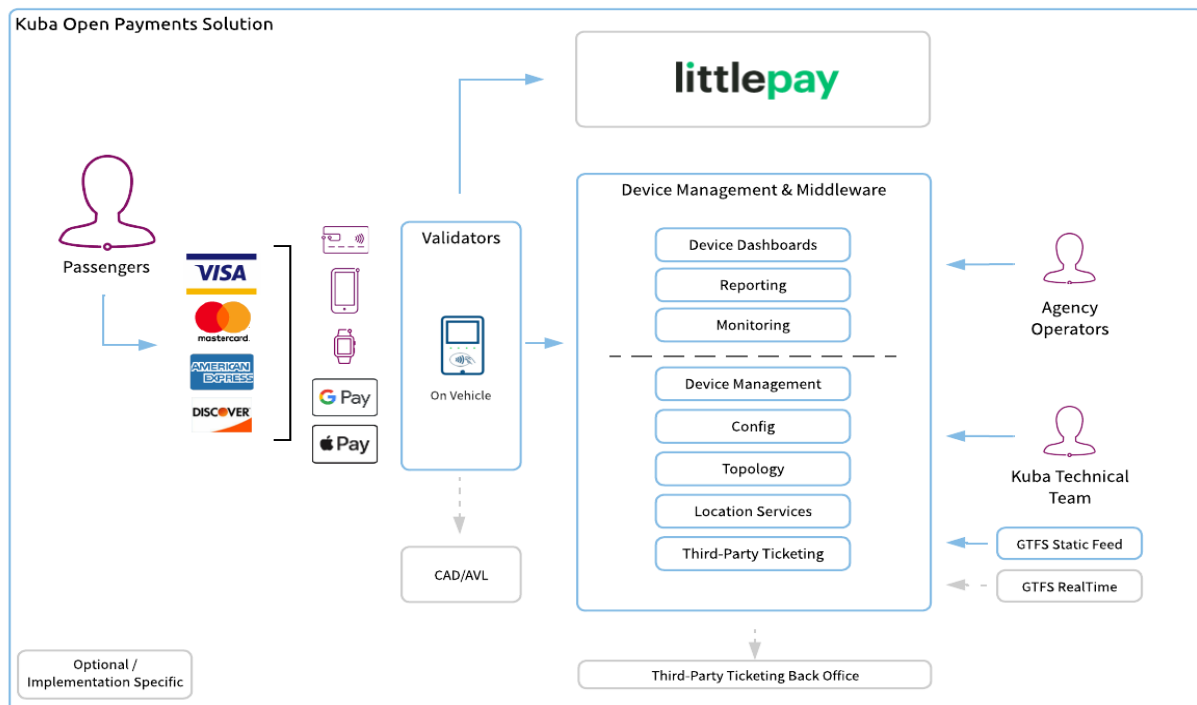 Kuba Open Payments Solution
littlepay
Device Management & Middleware
Passengers
VISA
mastercard.
AMERICAN
EXPRESS
DISCOVER
G Pay
Pay
Validators
On Vehicle
CAD/AVL
Device Dashboards
Reporting
Monitoring
Device Management
Config
Topology
Location Services
Third-Party Ticketing
Agency
Operators
Kuba Technical
Team
GTFS Static Feed
GTFS RealTime
Optional /
Implementation Specific
Third-Party Ticketing Back Office